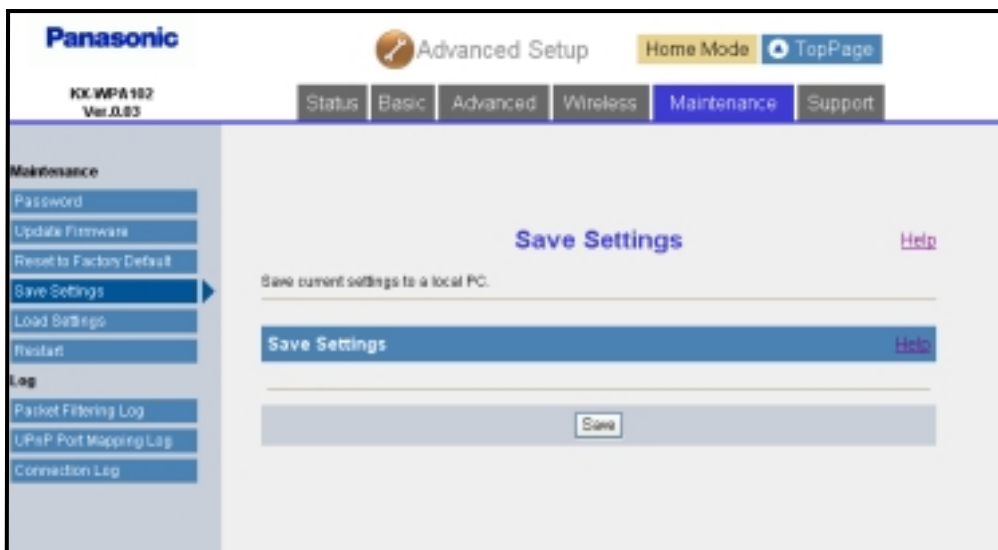 Panasonic
Advanced Setup
Home Mode
TopPage
KX-WPA102
Ver.0.03
Status Basic Advanced Wireless Maintenance Support
Maintenance
Password
Update Firmware
Reset to Factory Default
Save Settings
Load Settings
Restart
Log
Packet Filtering Log
UPnP Port Mapping Log
Connection Log
Save Settings
Help
Save current settings to a local PC.
Save Settings
Help
Save